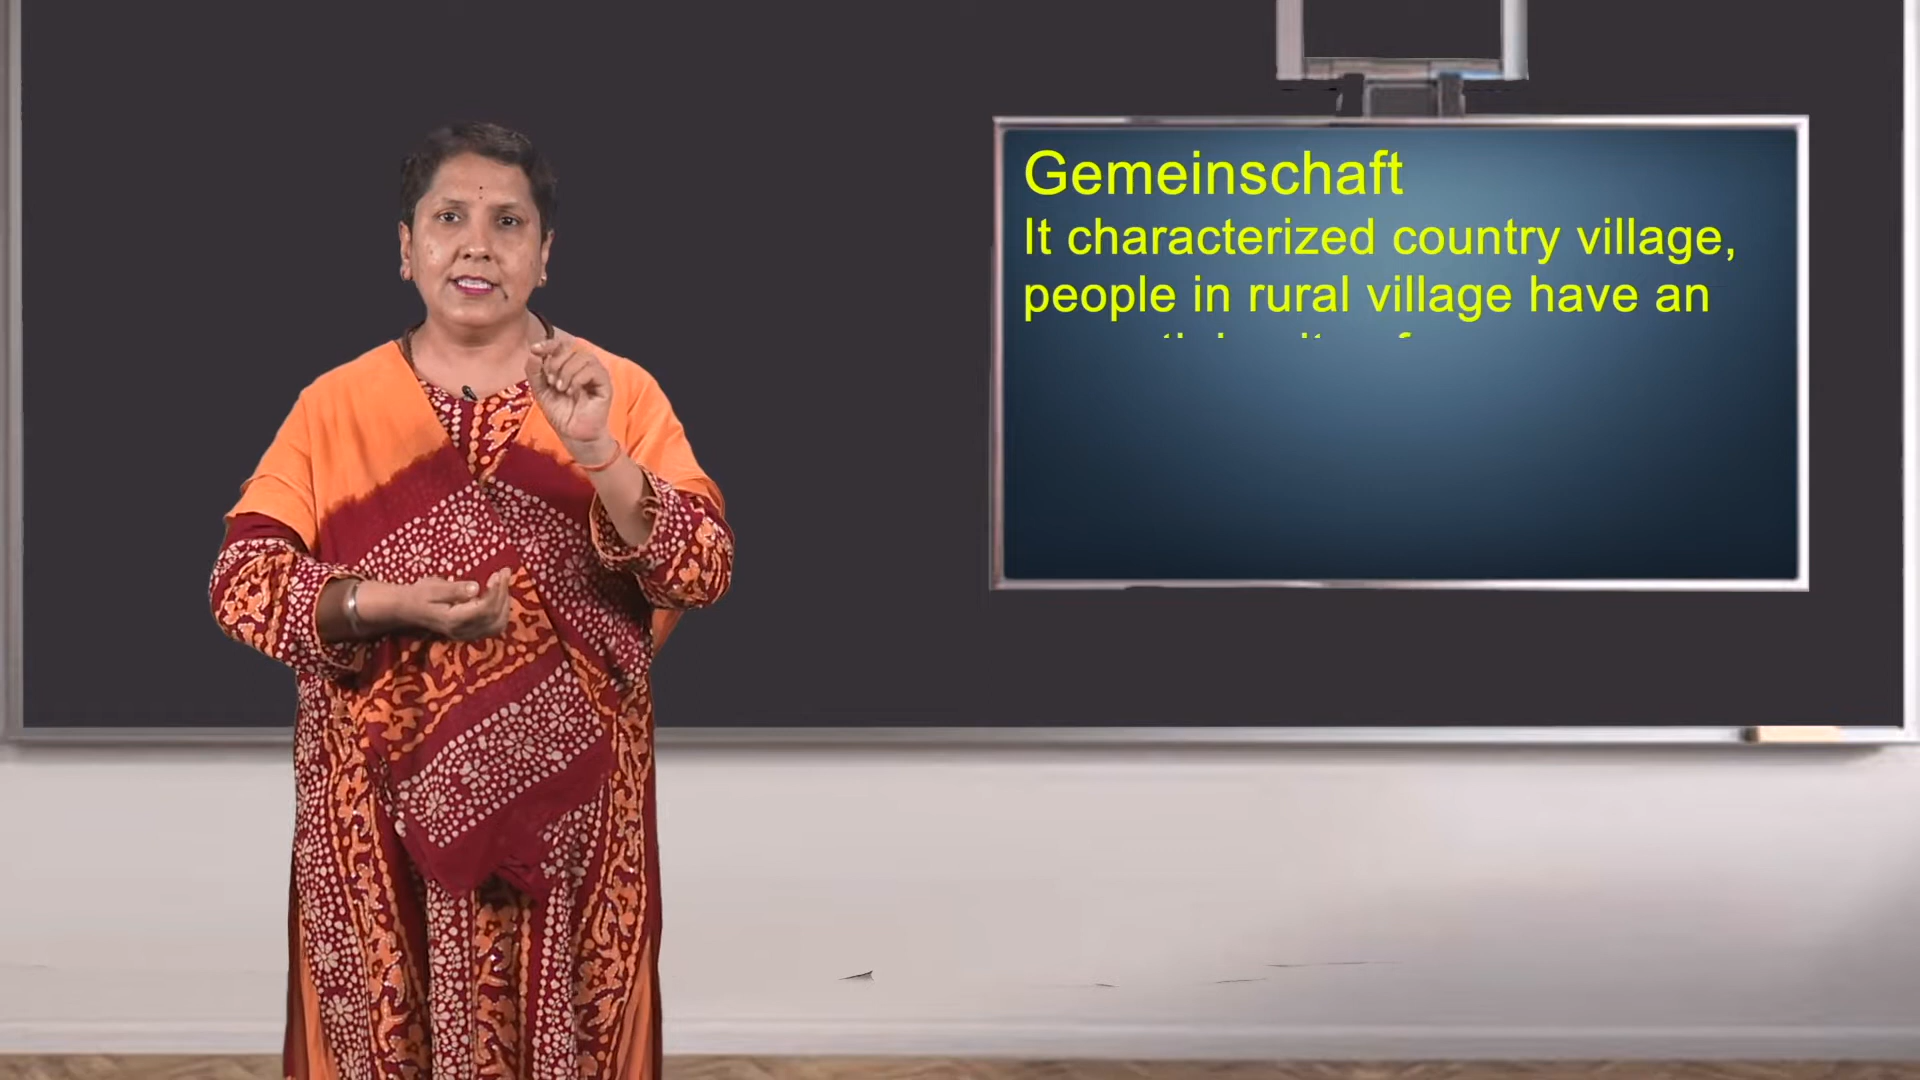 Gemeinschaft
It characterized country village,
people in rural village have an